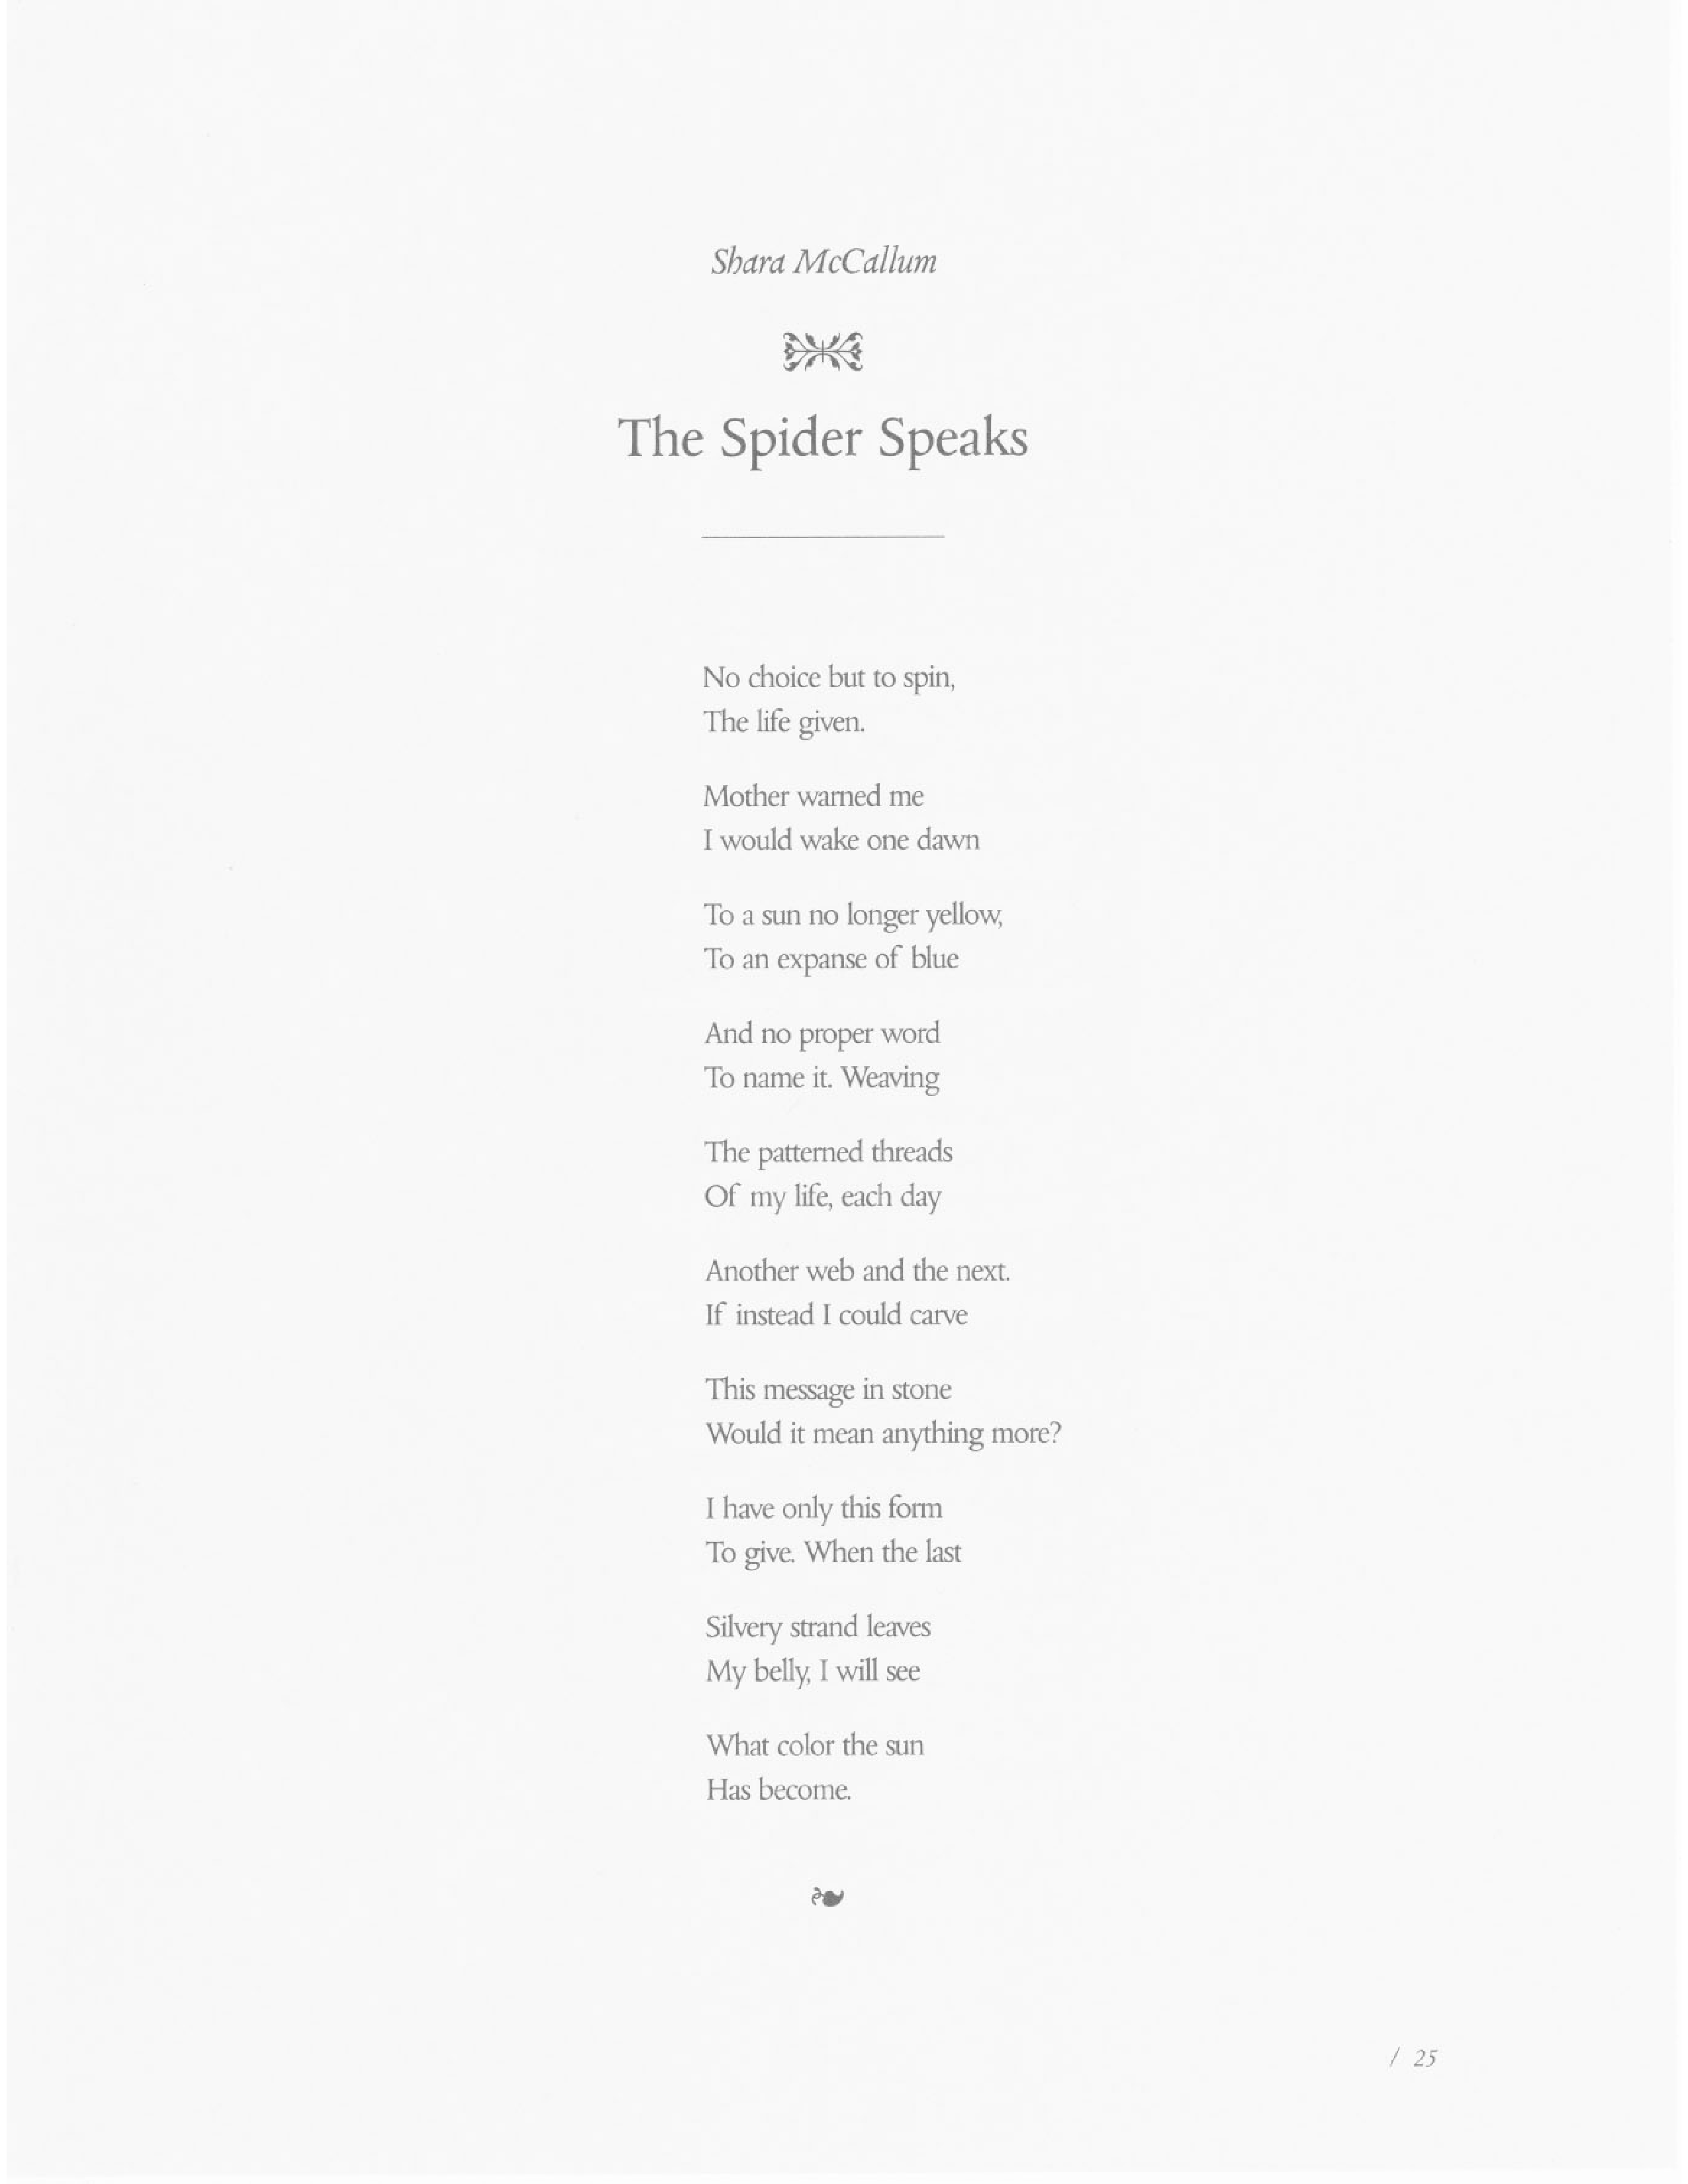 Shara McCallum
The Spider Speaks
No choice but to spin,
The life given.
Mother warned me
I would wake one dawn
To a sun no longer yellow,
To an expanse of blue
And no proper word
To name it. Weaving
The patterned threads
Of my life, each day
Another web and the next.
If instead I could carve
This message in stone
Would it mean anything more?
I have only this form
To give. When the last
Silvery strand leaves
My belly, I will see
What color the sun
Has become.
/ 25